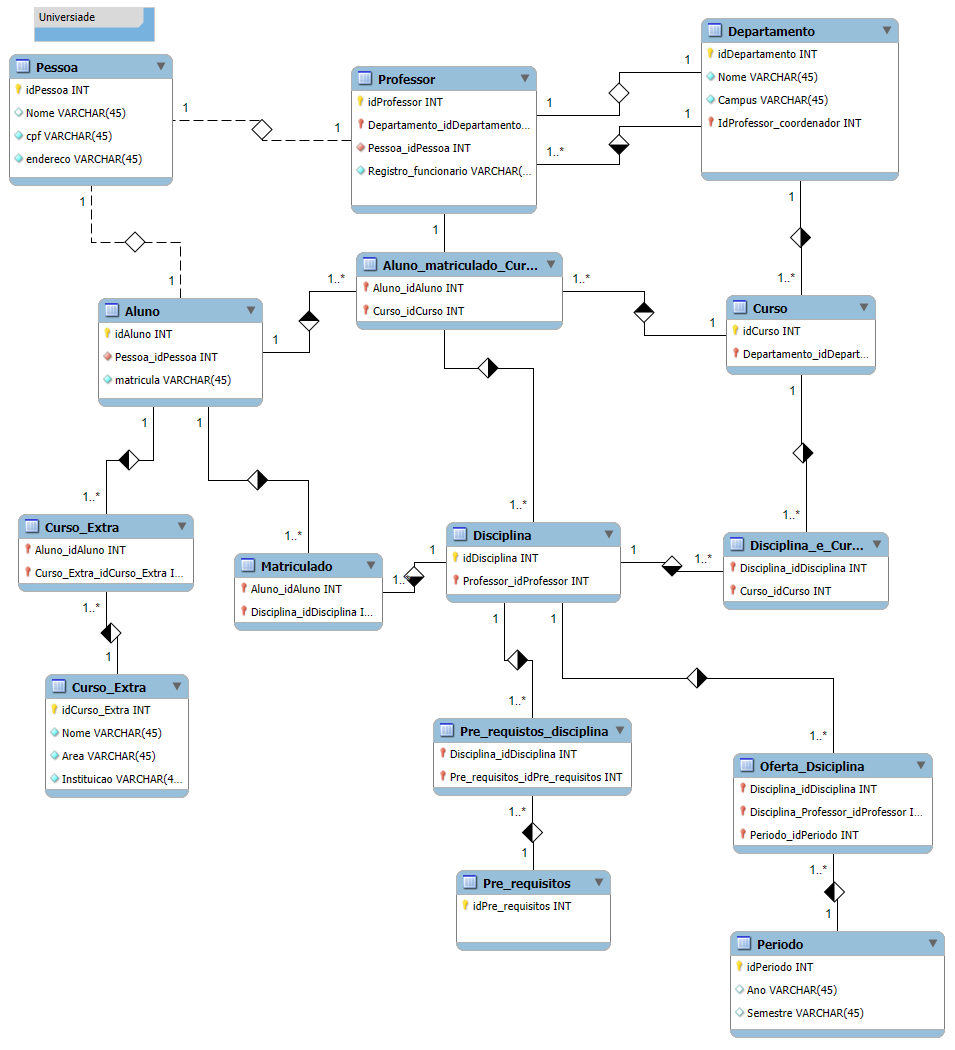 Universiade
Pessoa
idPessoa INT
Nome VARCHAR(45)
cpf VARCHAR(45)
endereco VARCHAR(45)
Professor
idProfessor INT
Departamento_idDepartamento...
Pessoa_idPessoa INT
Registro_funcionario VARCHAR(...
Departamento
idDepartamento INT
Nome VARCHAR(45)
Campus VARCHAR(45)
IdProfessor_coordenador INT
1
1
1
1
1
1..*
1
1
1
1
1..*
Aluno_matriculado_Cur...
Aluno_idAluno INT
Curso_idCurso INT
1..*
1..*
1
1
Aluno
idAluno INT
Pessoa_idPessoa INT
matricula VARCHAR(45)
Curso
idCurso INT
Departamento_idDepart...
1
1
1
1..*
1..*
1..*
1..*
Curso_Extra
Aluno_idAluno INT
Curso_Extra_idCurso_Extra I...
Matriculado
Aluno_idAluno INT
Disciplina_idDisciplina I...
1..
1
Disciplina
idDisciplina INT
Professor_idProfessor INT
1
1..*
Disciplina_e_Cur...
Disciplina_idDisciplina INT
Curso_idCurso INT
1..*
1
1
1
Curso_Extra
idCurso_Extra INT
Nome VARCHAR(45)
Area VARCHAR(45)
Instituicao VARCHAR(4...
1..*
Pre_requistos_disciplina
Disciplina_idDisciplina INT
Pre_requisitos_idPre_requisitos INT
1..*
Oferta_Dsiciplina
Disciplina_idDisciplina INT
Disciplina_Professor_idProfessor I...
Periodo_idPeriodo INT
1..*
1
Pre_requisitos
idPre_requisitos INT
1..*
1
Periodo
idPeriodo INT
Ano VARCHAR(45)
Semestre VARCHAR(45)